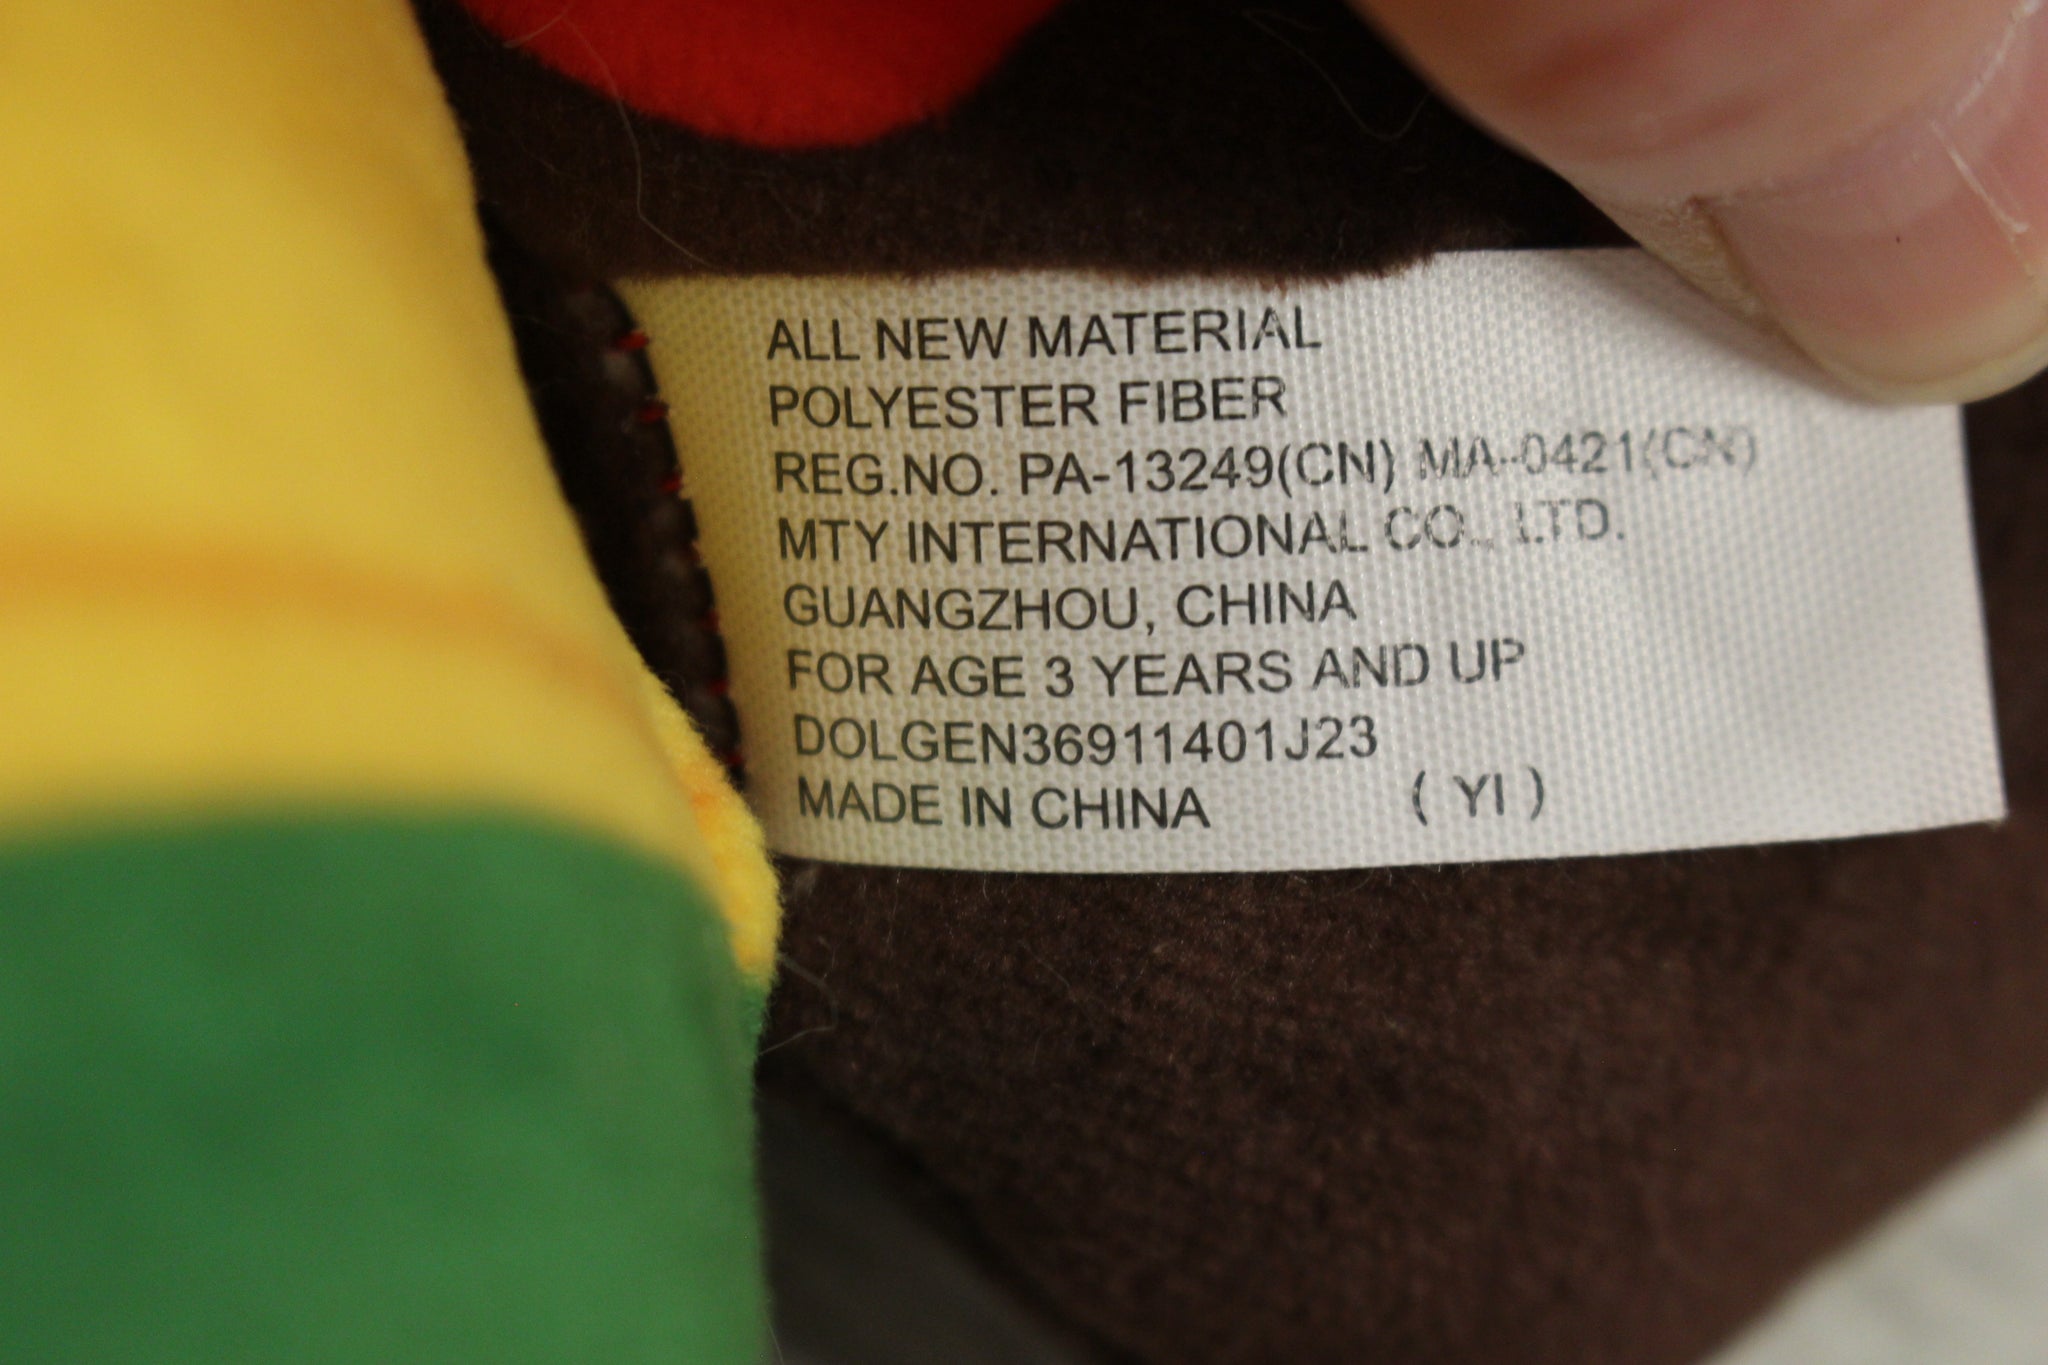 ALL NEW MATERIAL
POLYESTER FIBER
REG.NO. PA-13249(CN) MA-0421(CN)
MTY INTERNATIONAL CO., LTD.
GUANGZHOU, CHINA
FOR AGE 3 YEARS AND UP
DOLGEN36911401J23
MADE IN CHINA ( YI )